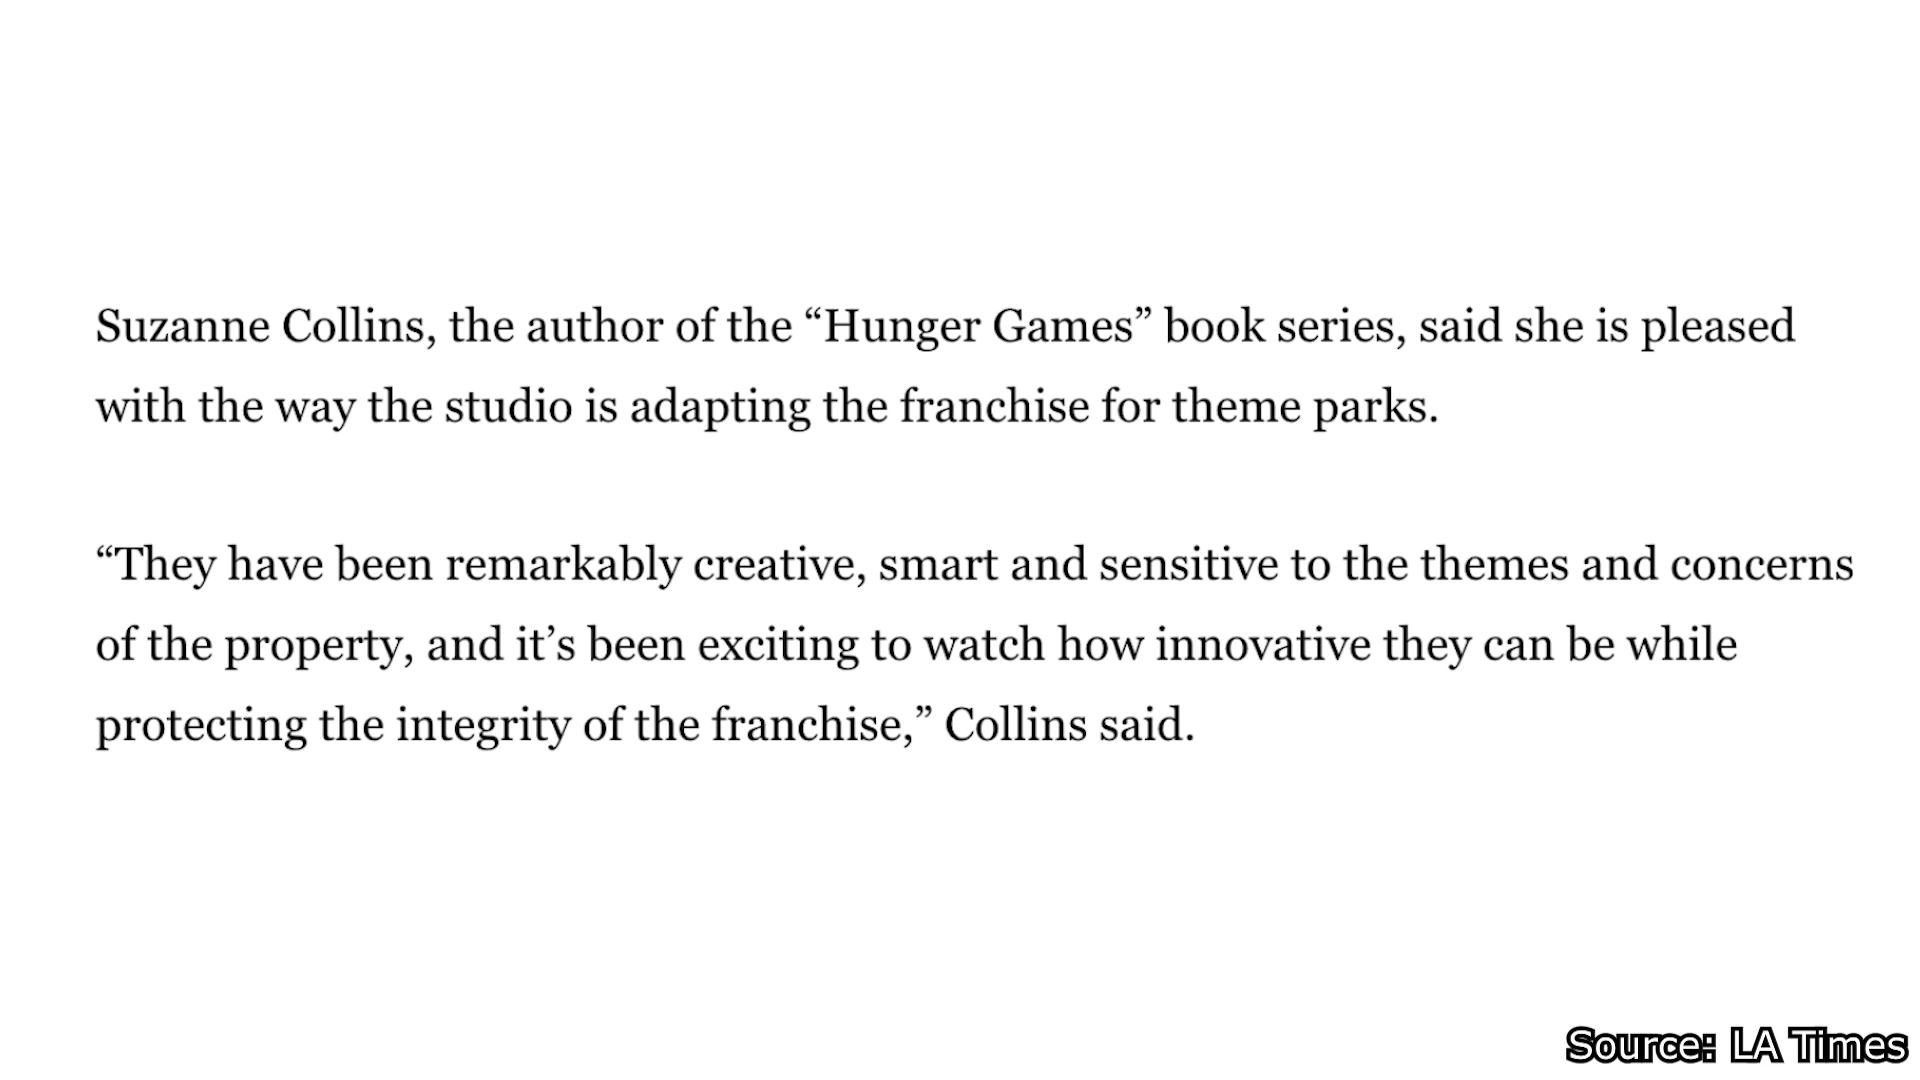 Suzanne Collins, the author of the “Hunger Games” book series, said she is pleased
with the way the studio is adapting the franchise for theme parks.
“They have been remarkably creative, smart and sensitive to the themes and concerns
of the property, and it’s been exciting to watch how innovative they can be while
protecting the integrity of the franchise,” Collins said.
Source: LA Times